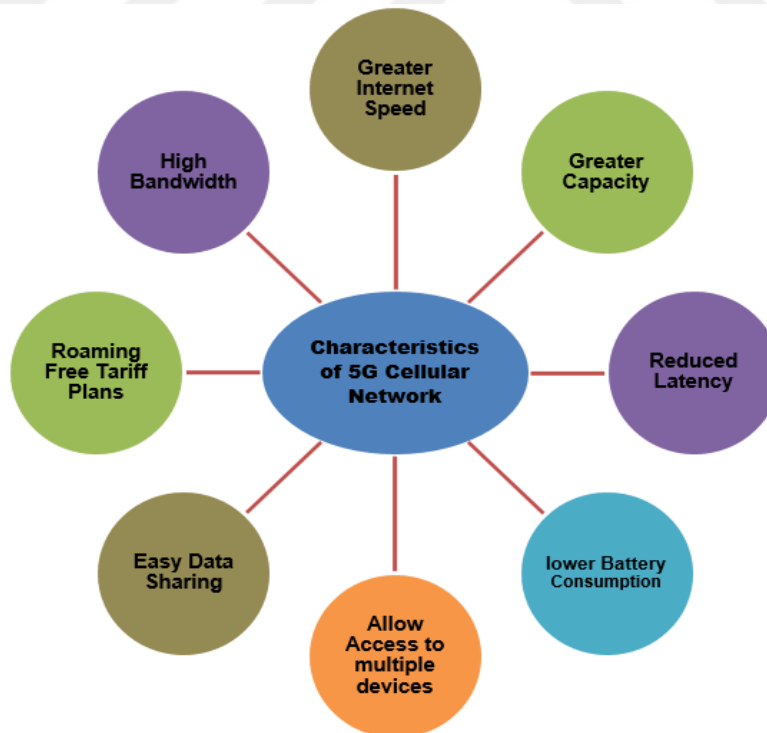 Greater
Internet
Speed
High
Bandwidth
Greater
Capacity
Roaming
Free Tariff
Plans
Characteristics
of 5G Cellular
Network
Reduced
Latency
Easy Data
Sharing
lower Battery
Consumption
Allow
Access to
multiple
devices